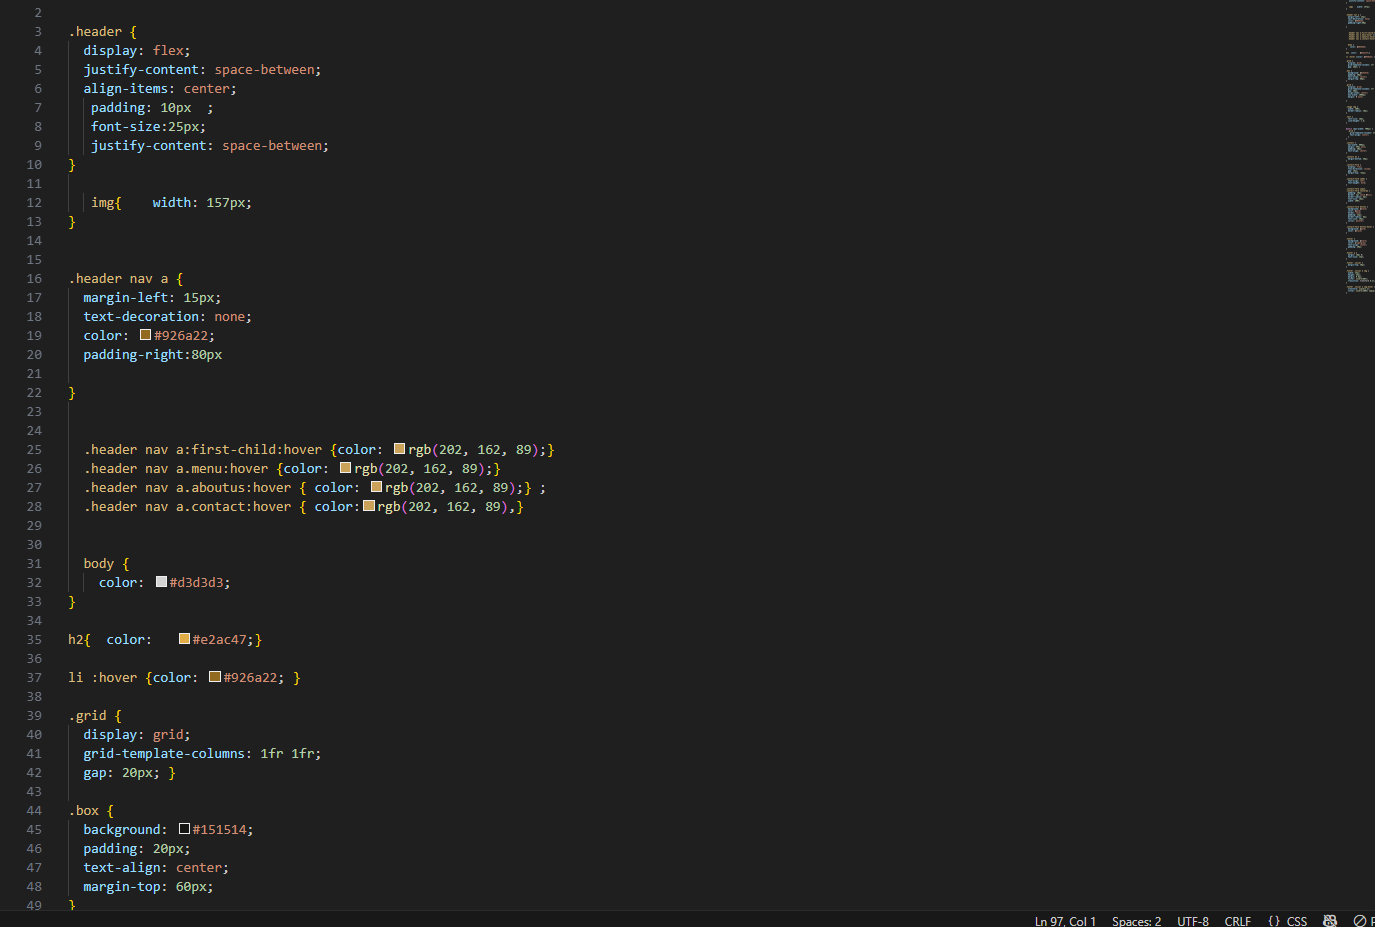 2
3 .header {
4 display: flex;
5 justify-content: space-between;
6 align-items: center;
7 padding: 10px  ;
8 font-size:25px;
9 justify-content: space-between;
10 }
11
12 img{    width: 157px;
13 }
14
15
16 .header nav a {
17 margin-left: 15px;
18 text-decoration: none;
19 color: #926a22;
20 padding-right:80px
21
22 }
23
24
25 .header nav a:first-child:hover {color: rgb(202, 162, 89);}
26 .header nav a.menu:hover {color: rgb(202, 162, 89);}
27 .header nav a.aboutus:hover { color: rgb(202, 162, 89);} ;
28 .header nav a.contact:hover { color:rgb(202, 162, 89),}
29
30
31 body {
32 color: #d3d3d3;
33 }
34
35 h2{  color:   #e2ac47;}
36
37 li :hover {color: #926a22; }
38
39 .grid {
40 display: grid;
41 grid-template-columns: 1fr 1fr;
42 gap: 20px; }
43
44 .box {
45 background: #151514;
46 padding: 20px;
47 text-align: center;
48 margin-top: 60px;
49 }
Ln 97, Col 1 Spaces: 2 UTF-8 CRLF {} CSS